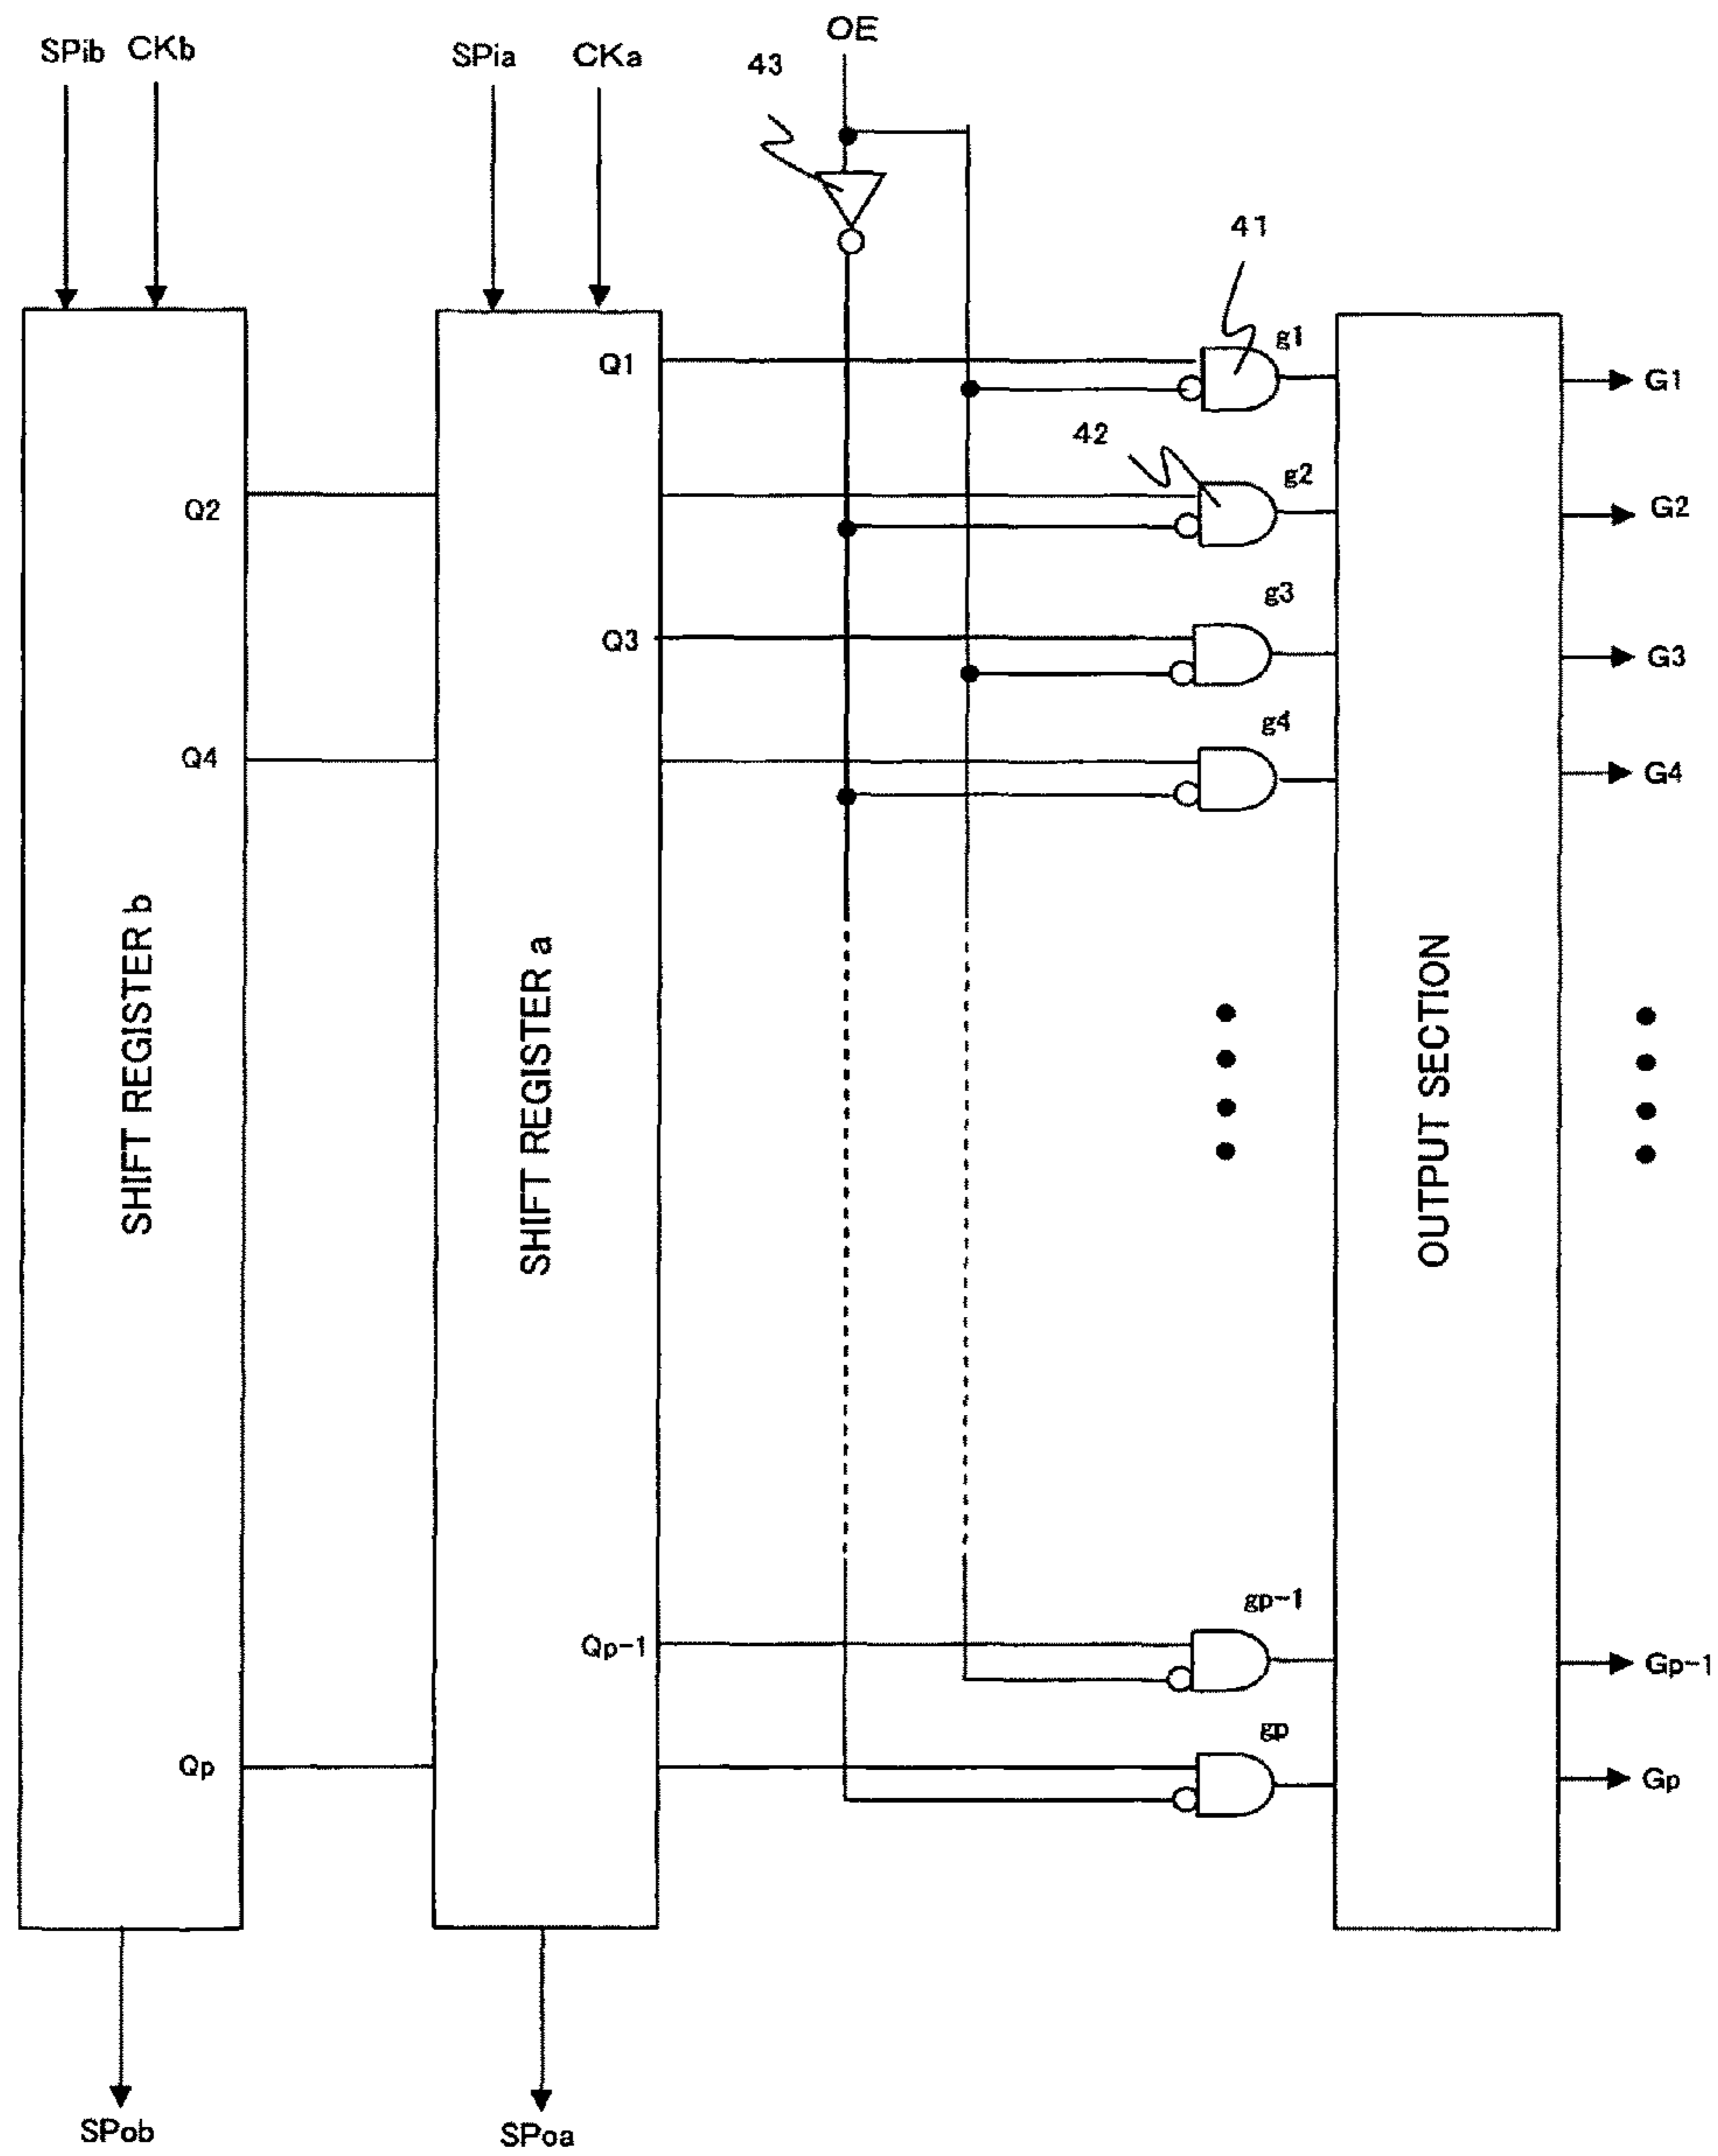 SPib CKb SPia CKa 43 OE
41
Q1 g1 G1
42
Q2 g2 G2
g3
Q3 G3
g4
Q4 G4
SHIFT REGISTER b
SHIFT REGISTER a
OUTPUT SECTION
gp-1
Qp-1 Gp-1
gp
Qp Gp
SPob SPoa